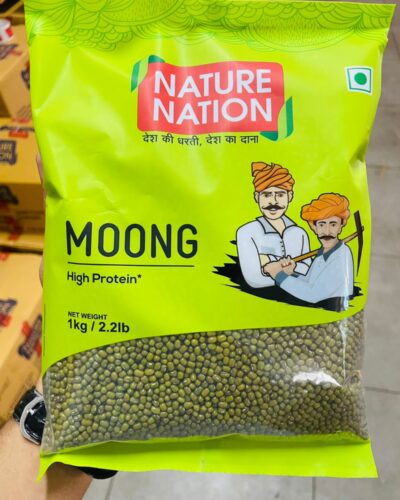 NATURE
NATION
देश की धरती, देश का दाना
MOONG
High Protein*
NET WEIGHT
1kg / 2.2lb